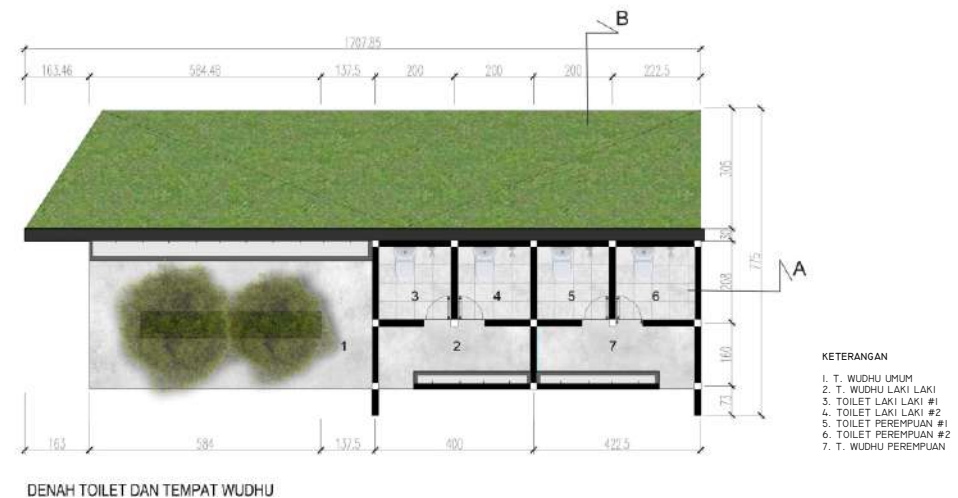 B
1707.85
163.46 584.48 137.5 200 200 200 222.5
305
30
775
208
A
3 4 5 6
1 2 7
160
73
163 584 137.5 400 422.5
KETERANGAN
1. T. WUDHU UMUM
2. T. WUDHU LAKI LAKI
3. TOILET LAKI LAKI #1
4. TOILET LAKI LAKI #2
5. TOILET PEREMPUAN #1
6. TOILET PEREMPUAN #2
7. T. WUDHU PEREMPUAN
DENAH TOILET DAN TEMPAT WUDHU